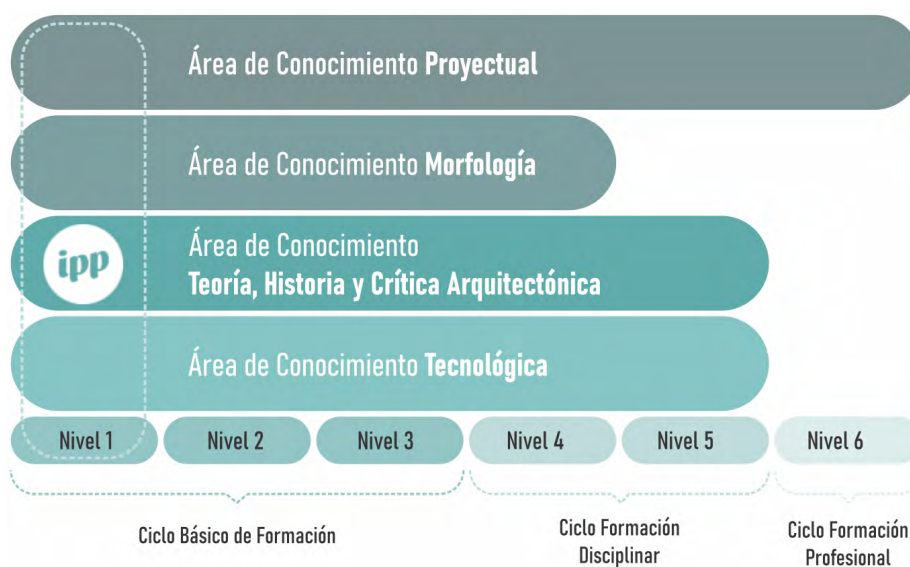 Área de Conocimiento Proyectual
Área de Conocimiento Morfología
ipp
Área de Conocimiento
Teoría, Historia y Crítica Arquitectónica
Área de Conocimiento Tecnológica
Nivel 1
Nivel 2
Nivel 3
Nivel 4
Nivel 5
Nivel 6
Ciclo Básico de Formación
Ciclo Formación
Disciplinar
Ciclo Formación
Profesional